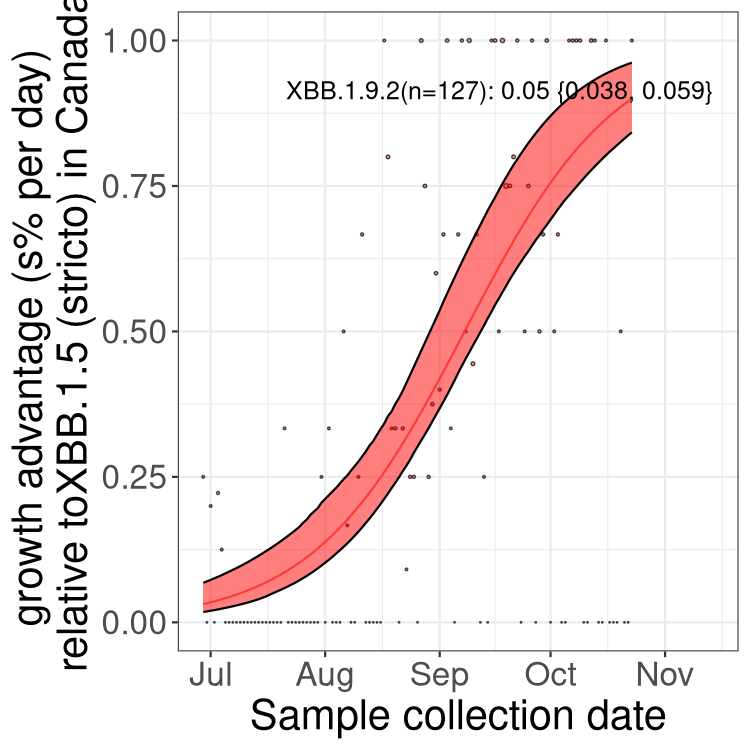 growth advantage (s% per day)
relative toXBB.1.5 (stricto) in Canada
1.00
0.75
0.50
0.25
0.00
XBB.1.9.2(n=127): 0.05 {0.038, 0.059}
Jul Aug Sep Oct Nov
Sample collection date